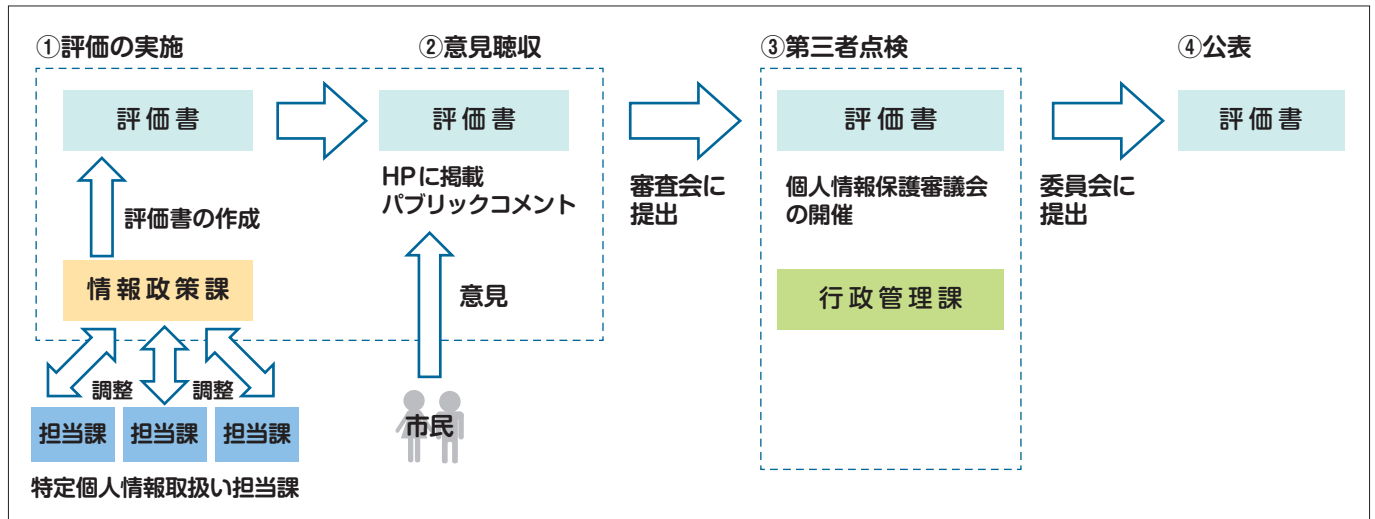 ①評価の実施
評価書
評価書の作成
情報政策課
調整
調整
担当課
担当課
担当課
特定個人情報取扱い担当課
②意見聴収
評価書
HPに掲載
パブリックコメント
意見
市民
審査会に
提出
③第三者点検
評価書
個人情報保護審議会
の開催
行政管理課
委員会に
提出
④公表
評価書